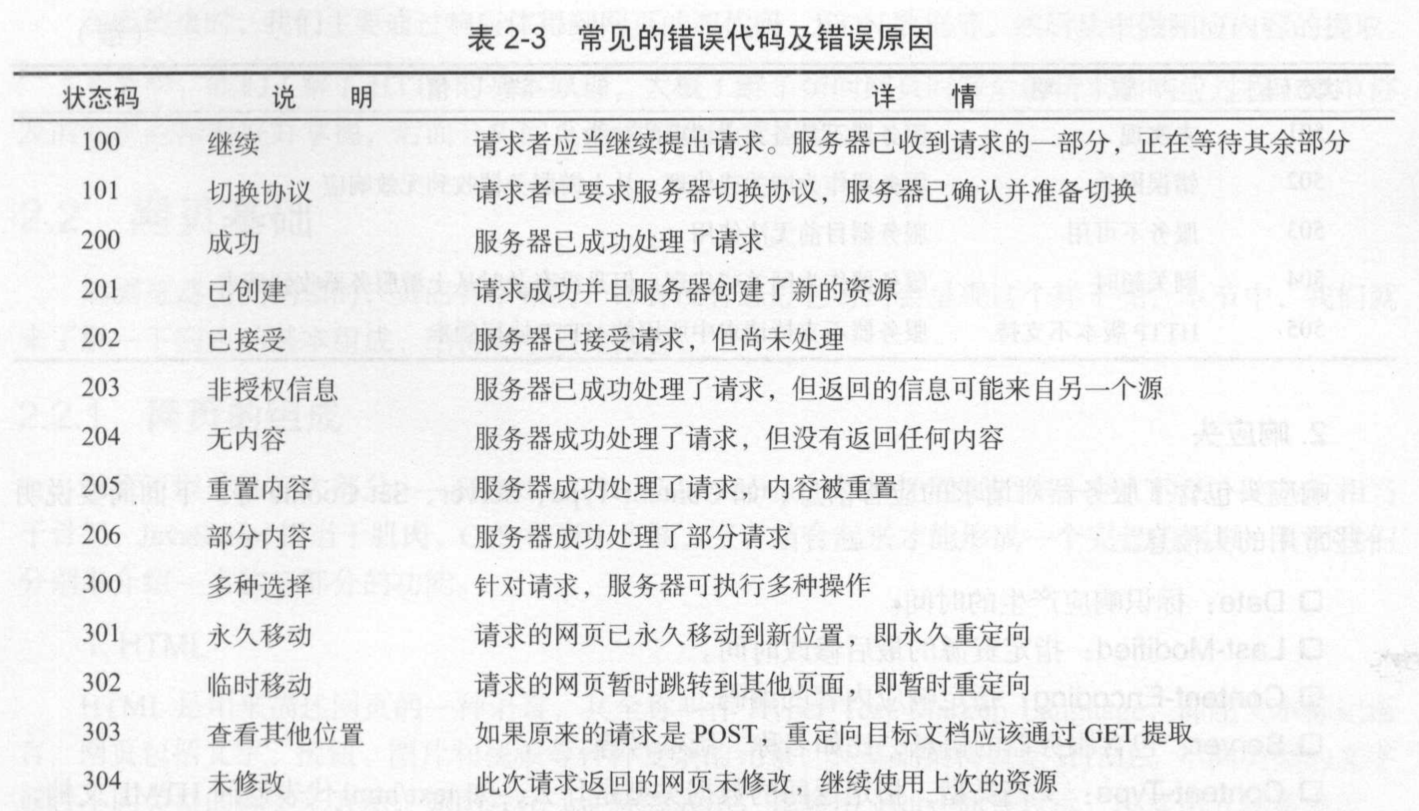 表 2-3 常见的错误代码及错误原因
状态码 说 明 详 情
100 继续 请求者应当继续提出请求。服务器已收到请求的一部分，正在等待其余部分
101 切换协议 请求者已要求服务器切换协议，服务器已确认并准备切换
200 成功 服务器已成功处理了请求
201 已创建 请求成功并且服务器创建了新的资源
202 已接受 服务器已接受请求，但尚未处理
203 非授权信息 服务器已成功处理了请求，但返回的信息可能来自另一个源
204 无内容 服务器成功处理了请求，但没有返回任何内容
205 重置内容 服务器成功处理了请求，内容被重置
206 部分内容 服务器成功处理了部分请求
300 多种选择 针对请求，服务器可执行多种操作
301 永久移动 请求的网页已永久移动到新位置，即永久重定向
302 临时移动 请求的网页暂时跳转到其他页面，即暂时重定向
303 查看其他位置 如果原来的请求是 POST，重定向目标文档应该通过 GET 提取
304 未修改 此次请求返回的网页未修改，继续使用上次的资源